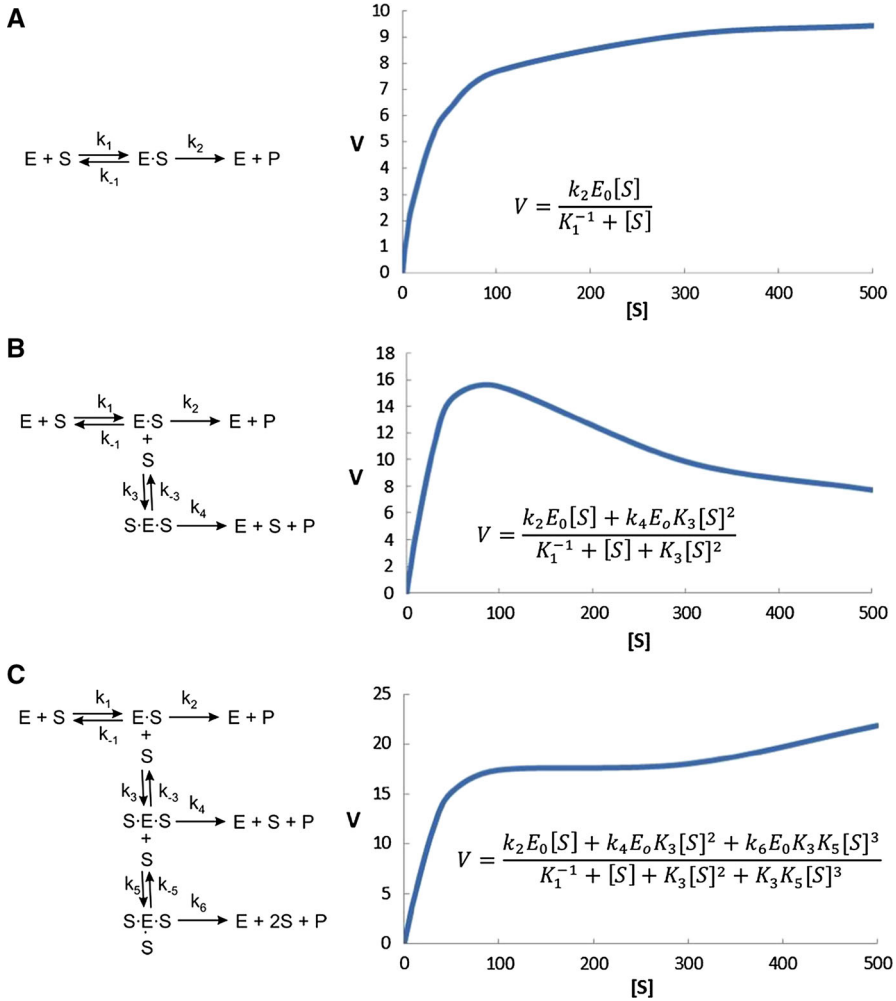 A
E + S k₁ k₋₁ E·S k₂ E + P
10
9
8
7
6
5
4
3
2
1
0
V
V = k₂E₀[S] / K₁⁻¹ + [S]
0 100 200 300 400 500
[S]
B
E + S k₁ k₋₁ E·S k₂ E + P
+
S
k₃ k₋₃
S·E·S k₄ E + S + P
18
16
14
12
10
8
6
4
2
0
V
V = k₂E₀[S] + k₄EₒK₃[S]² / K₁⁻¹ + [S] + K₃[S]²
0 100 200 300 400 500
[S]
C
E + S k₁ k₋₁ E·S k₂ E + P
+
S
k₃ k₋₃
S·E·S k₄ E + S + P
+
S
k₅ k₋₅
S·E·S k₆ E + 2S + P
·
S
25
20
15
10
5
0
V
V = k₂E₀[S] + k₄EₒK₃[S]² + k₆E₀K₃K₅[S]³ / K₁⁻¹ + [S] + K₃[S]² + K₃K₅[S]³
0 100 200 300 400 500
[S]